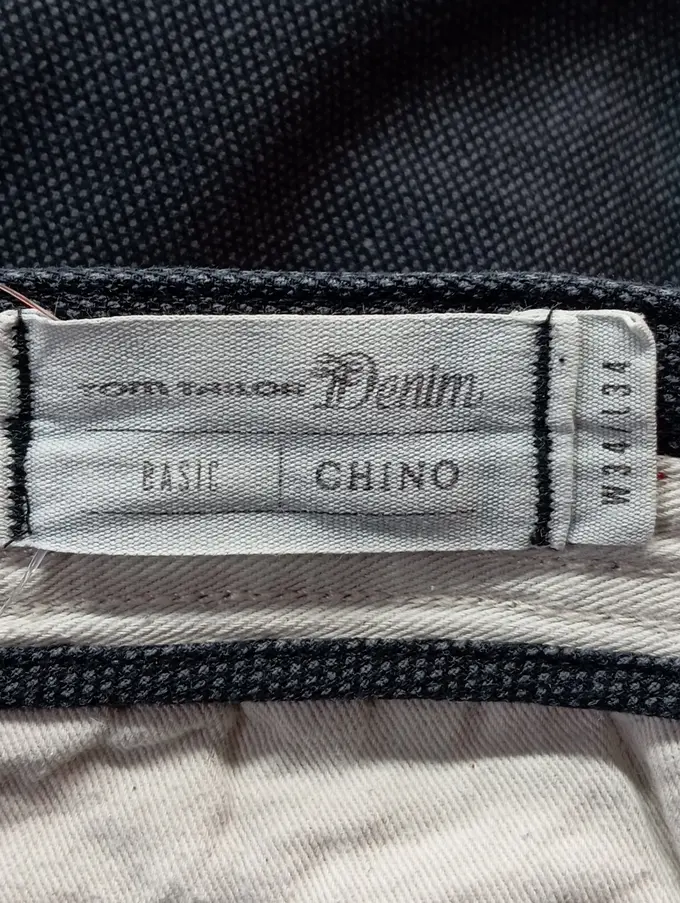 TOM TAILOR Denim
BASIC CHINO
W34/L34